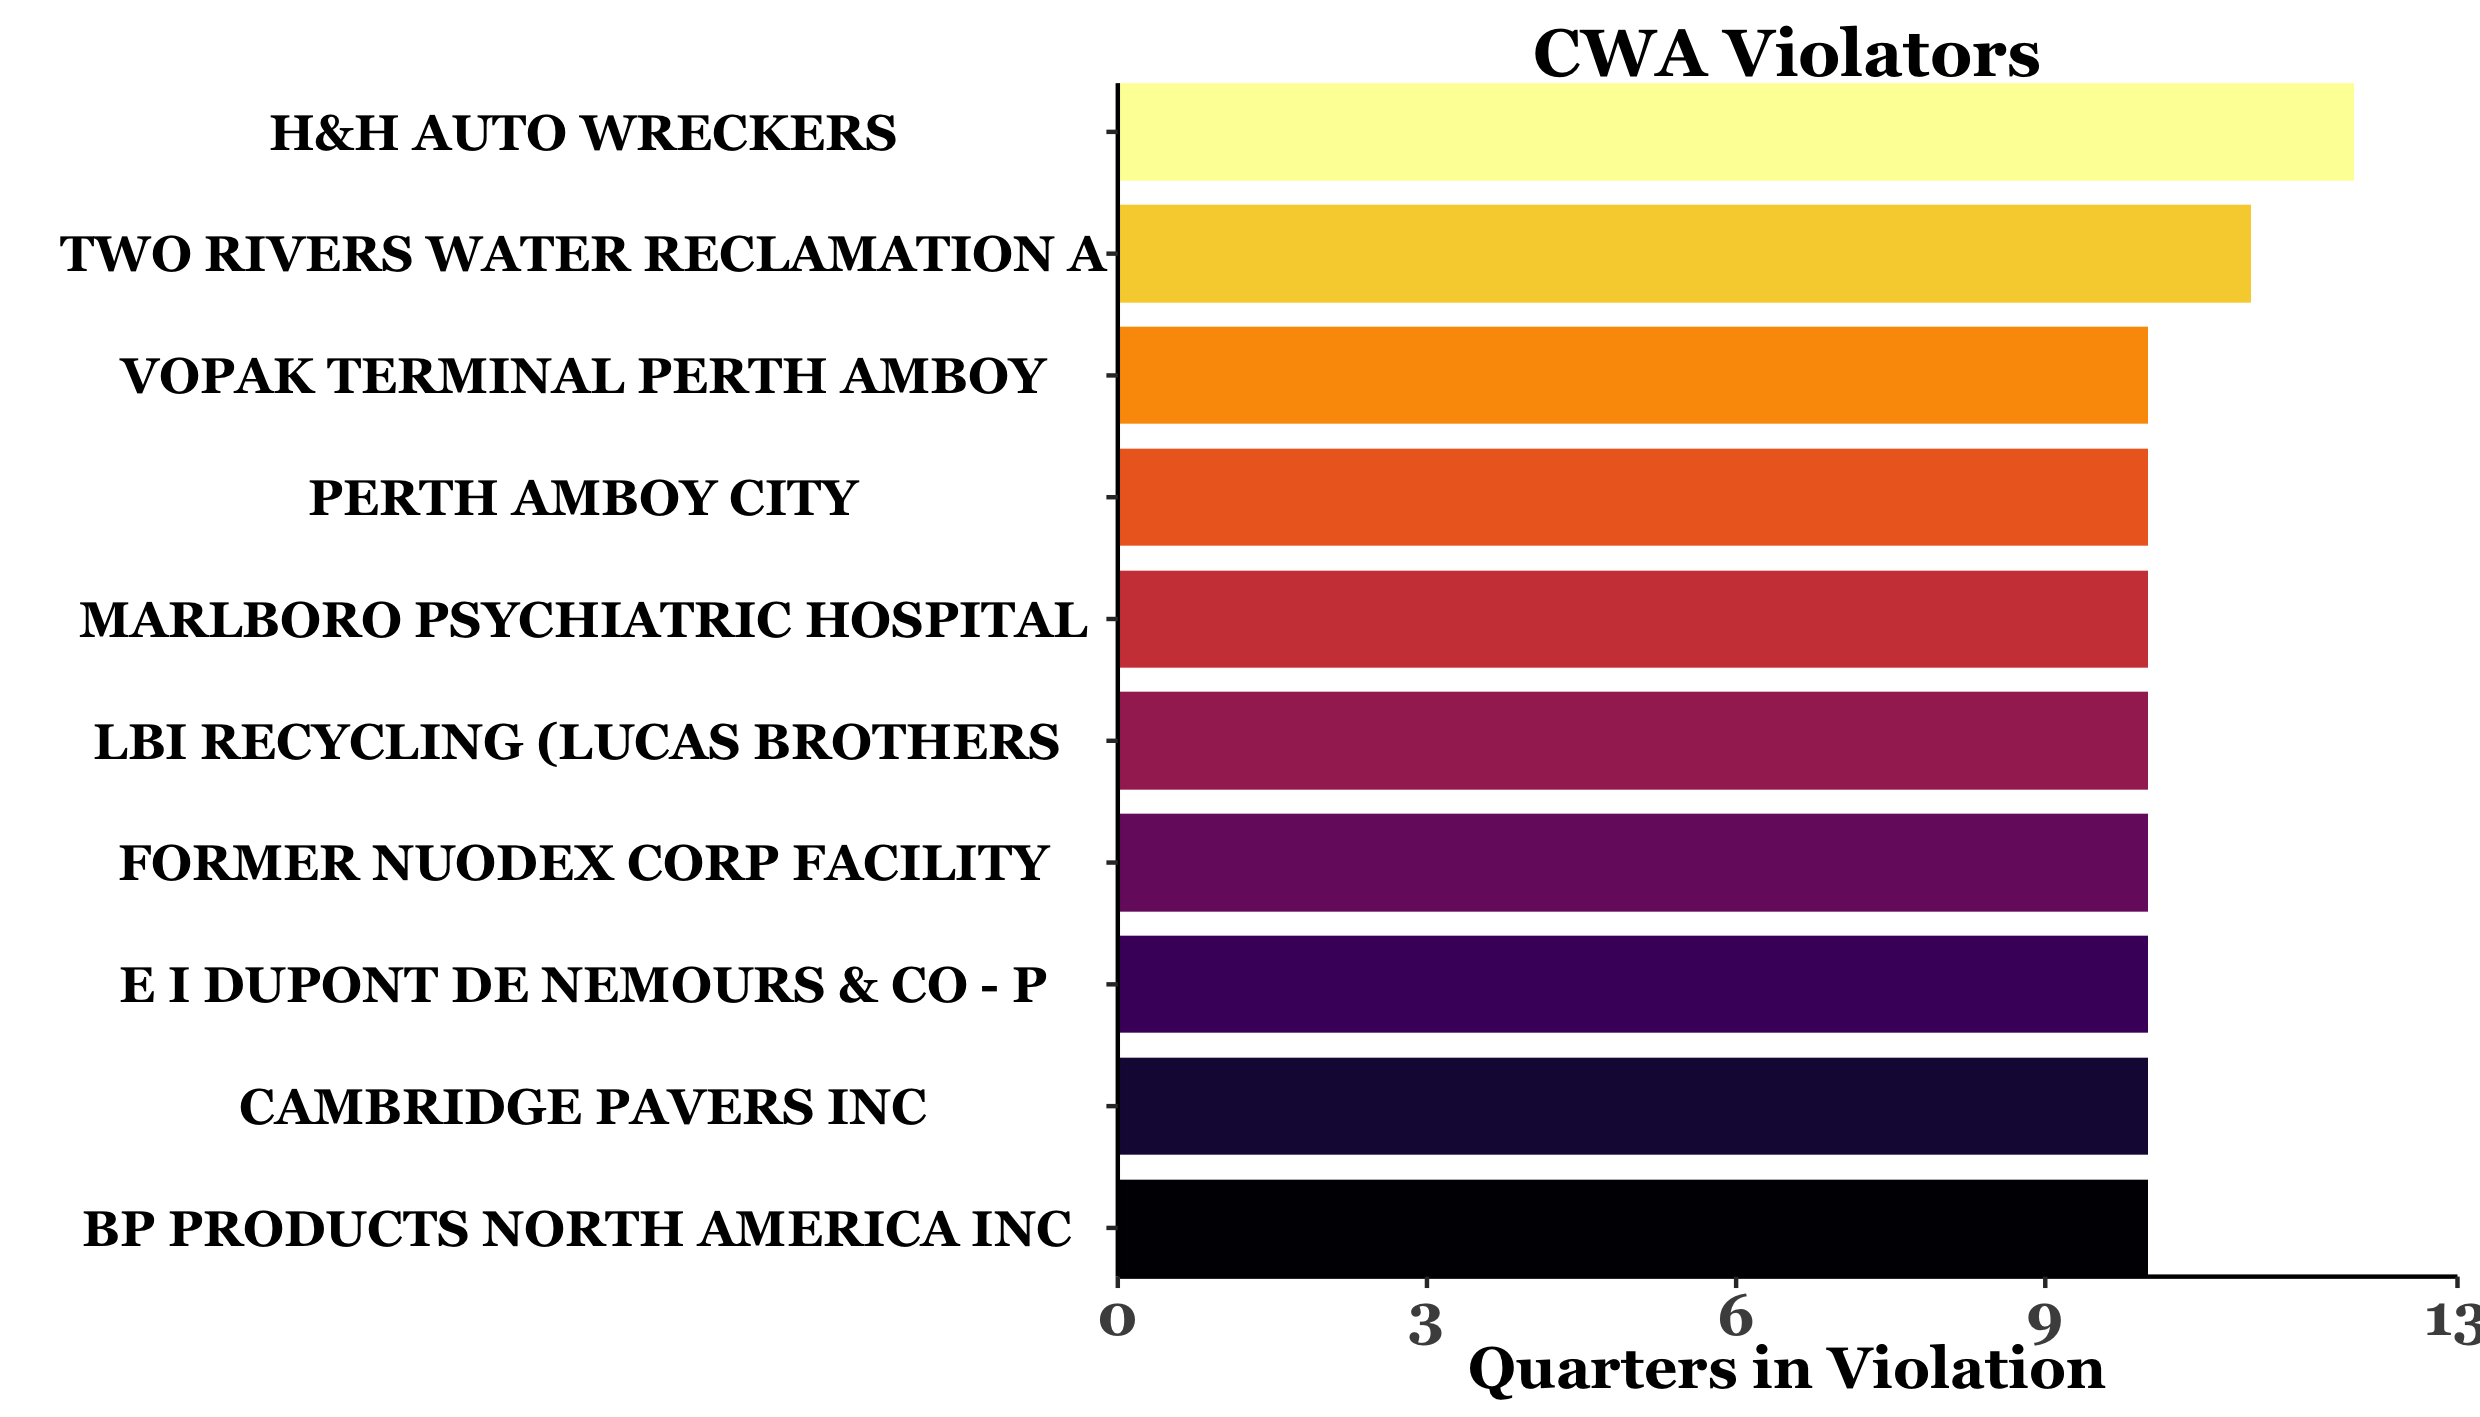 CWA Violators
H&H AUTO WRECKERS
TWO RIVERS WATER RECLAMATION A
VOPAK TERMINAL PERTH AMBOY
PERTH AMBOY CITY
MARLBORO PSYCHIATRIC HOSPITAL
LBI RECYCLING (LUCAS BROTHERS
FORMER NUODEX CORP FACILITY
E I DUPONT DE NEMOURS & CO - P
CAMBRIDGE PAVERS INC
BP PRODUCTS NORTH AMERICA INC
0 3 6 9 13
Quarters in Violation